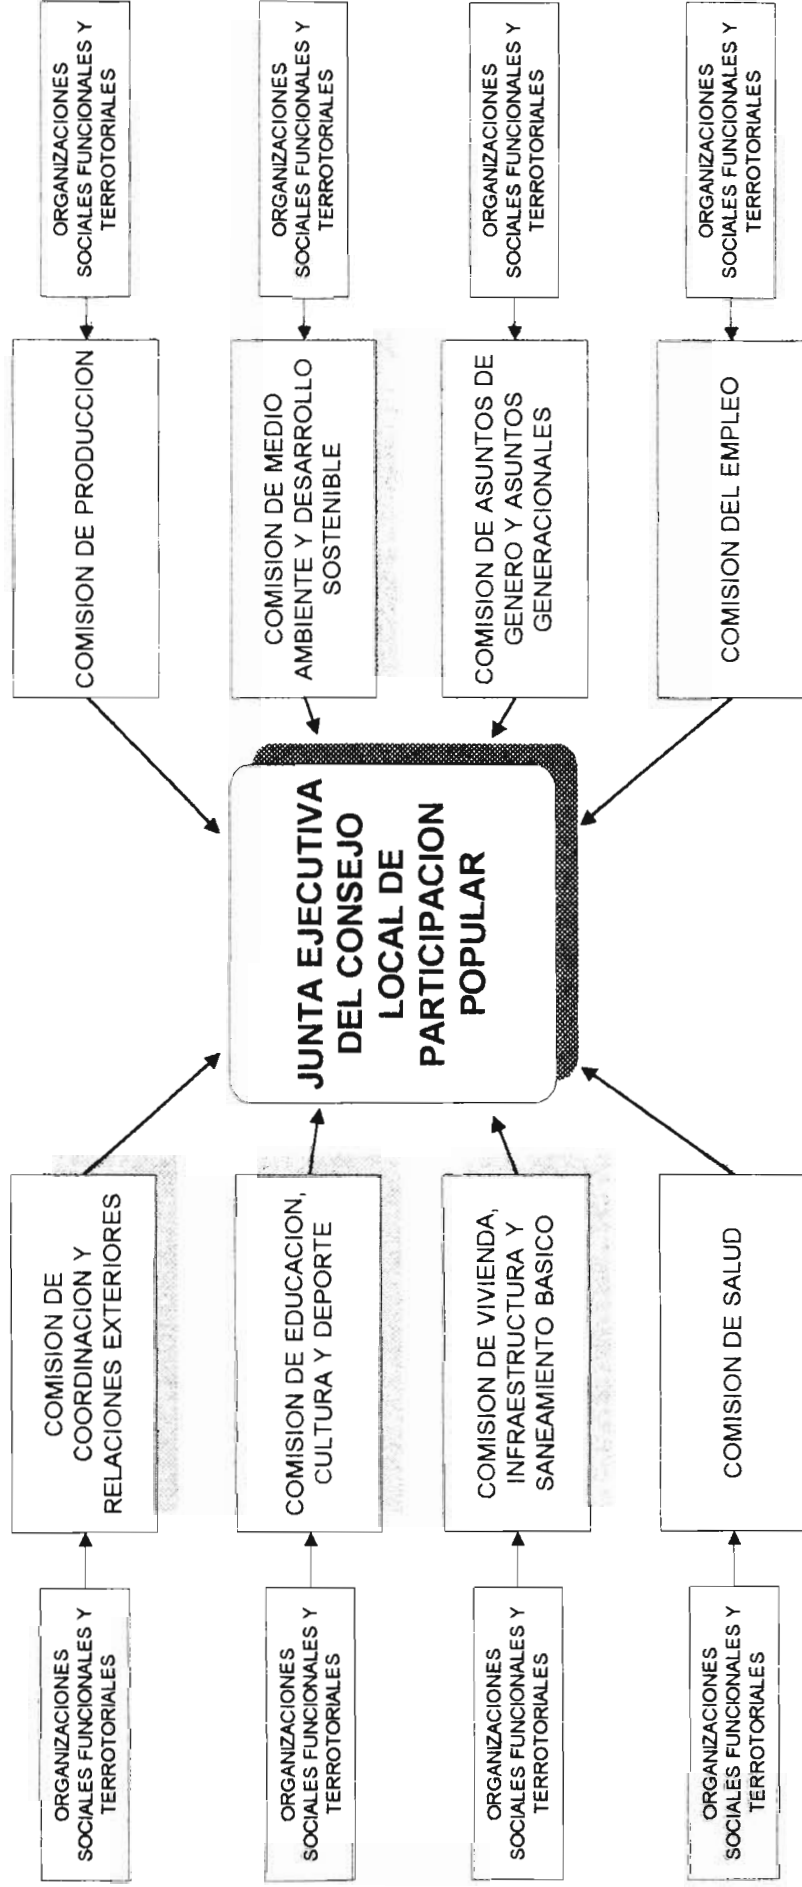 ORGANIZACIONES
SOCIALES FUNCIONALES Y
TERROTORIALES
COMISION DE
COORDINACION Y
RELACIONES EXTERIORES
COMISION DE PRODUCCION
ORGANIZACIONES
SOCIALES FUNCIONALES Y
TERROTORIALES
ORGANIZACIONES
SOCIALES FUNCIONALES Y
TERROTORIALES
COMISION DE EDUCACION,
CULTURA Y DEPORTE
JUNTA EJECUTIVA
DEL CONSEJO
LOCAL DE
PARTICIPACION
POPULAR
COMISION DE MEDIO
AMBIENTE Y DESARROLLO
SOSTENIBLE
ORGANIZACIONES
SOCIALES FUNCIONALES Y
TERROTORIALES
ORGANIZACIONES
SOCIALES FUNCIONALES Y
TERROTORIALES
COMISION DE VIVIENDA,
INFRAESTRUCTURA Y
SANEAMIENTO BASICO
COMISION DE ASUNTOS DE
GENERO Y ASUNTOS
GENERACIONALES
ORGANIZACIONES
SOCIALES FUNCIONALES Y
TERROTORIALES
ORGANIZACIONES
SOCIALES FUNCIONALES Y
TERROTORIALES
COMISION DE SALUD
COMISION DEL EMPLEO
ORGANIZACIONES
SOCIALES FUNCIONALES Y
TERROTORIALES